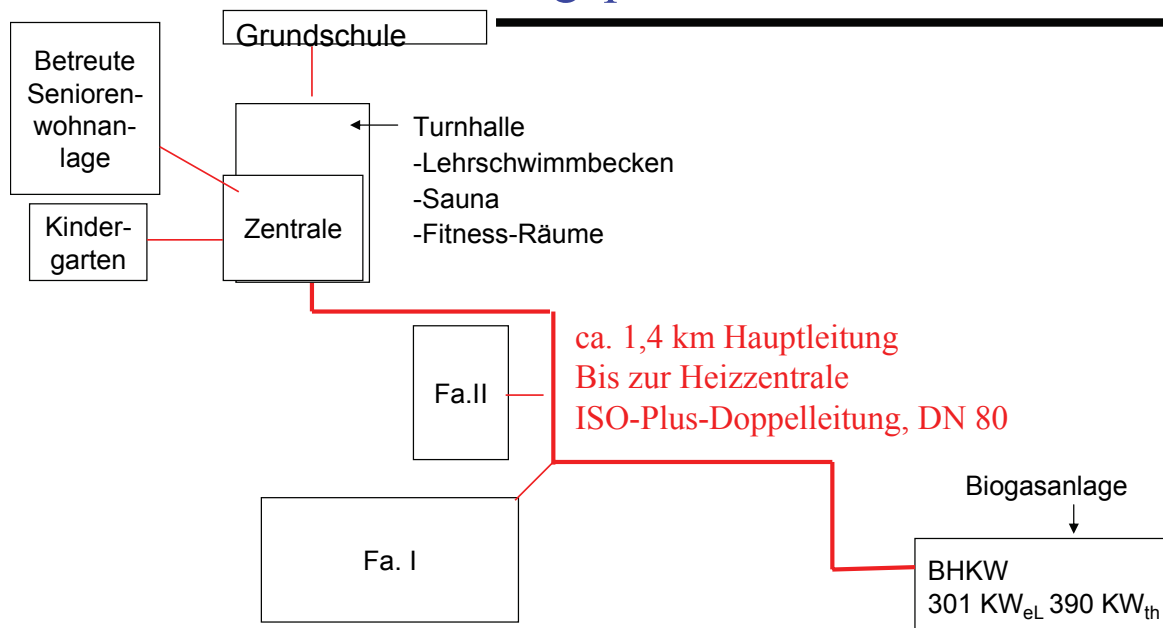 Grundschule
Betreute
Senioren-
wohnan-
lage
Turnhalle
-Lehrschwimmbecken
-Sauna
-Fitness-Räume
Kinder-
garten
Zentrale
ca. 1,4 km Hauptleitung
Bis zur Heizzentrale
ISO-Plus-Doppelleitung, DN 80
Fa.II
Fa. I
Biogasanlage
BHKW
301 KWeL 390 KWth